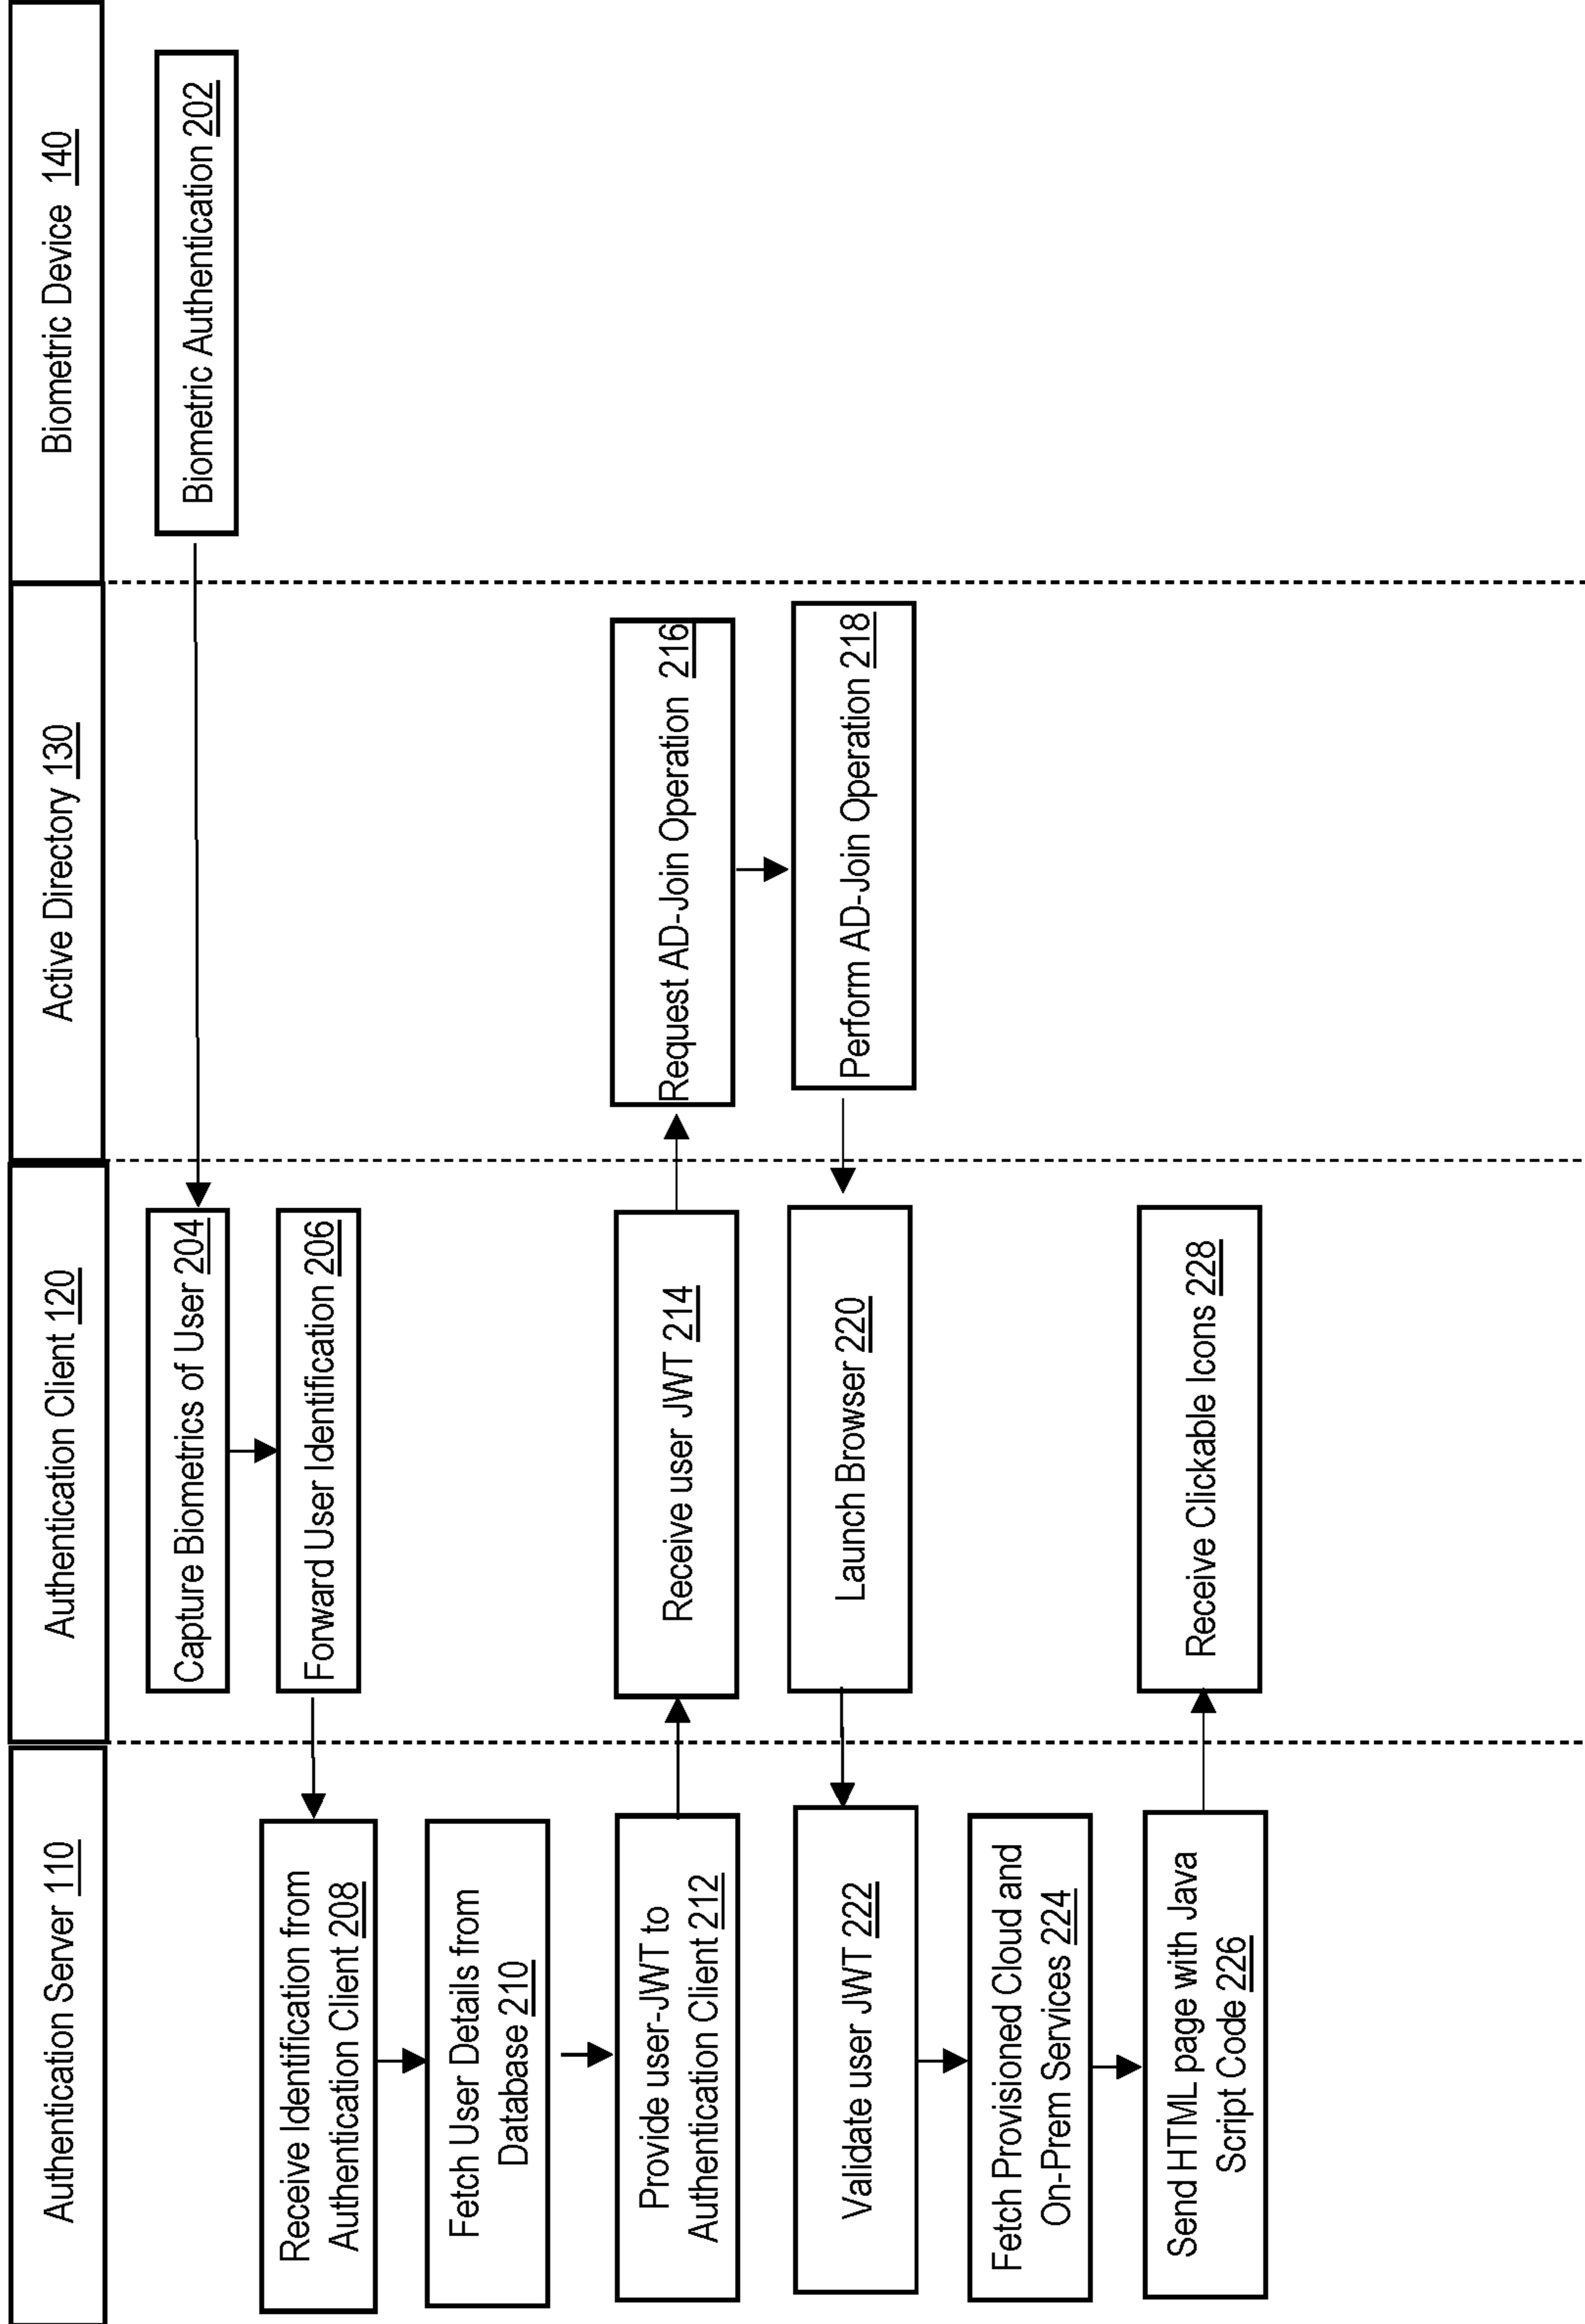 Authentication Server 110
Authentication Client 120
Active Directory 130
Biometric Device 140
Biometric Authentication 202
Capture Biometrics of User 204
Forward User Identification 206
Receive Identification from
Authentication Client 208
Fetch User Details from
Database 210
Provide user-JWT to
Authentication Client 212
Receive user JWT 214
Request AD-Join Operation 216
Perform AD-Join Operation 218
Launch Browser 220
Validate user JWT 222
Fetch Provisioned Cloud and
On-Prem Services 224
Send HTML page with Java
Script Code 226
Receive Clickable Icons 228